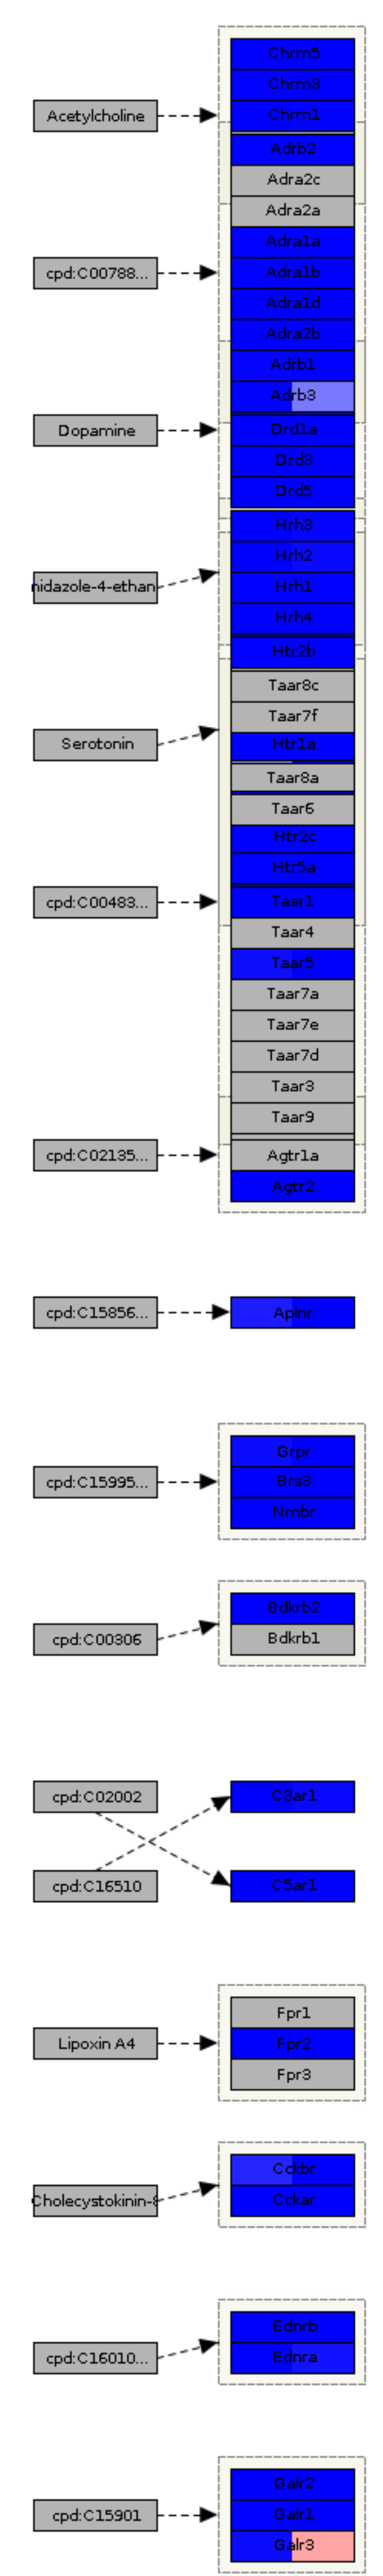 Chrm5
Chrm3
Acetylcholine
Chrm1
Adrb2
Adra2c
Adra2a
Adra1a
cpd:C00788...
Adra1b
Adra1d
Adra2b
Adrb1
Adrb3
Dopamine
Drd1a
Drd3
Drd5
Hrh3
Hrh2
nidazole-4-ethan
Hrh1
Hrh4
Htr2b
Taar8c
Taar7f
Serotonin
Htr1a
Taar8a
Taar6
Htr2c
Htr5a
cpd:C00483...
Taar1
Taar4
Taar5
Taar7a
Taar7e
Taar7d
Taar3
Taar9
cpd:C02135...
Agtr1a
Agtr2
cpd:C15856...
Aplnr
Grpr
cpd:C15995...
Brs3
Nmbr
Bdkrb2
cpd:C00306
Bdkrb1
cpd:C02002
C3ar1
cpd:C16510
C5ar1
Fpr1
Lipoxin A4
Fpr2
Fpr3
Cckbr
Cholecystokinin-8
Cckar
Ednrb
cpd:C16010...
Ednra
Galr2
cpd:C15901
Galr1
Galr3